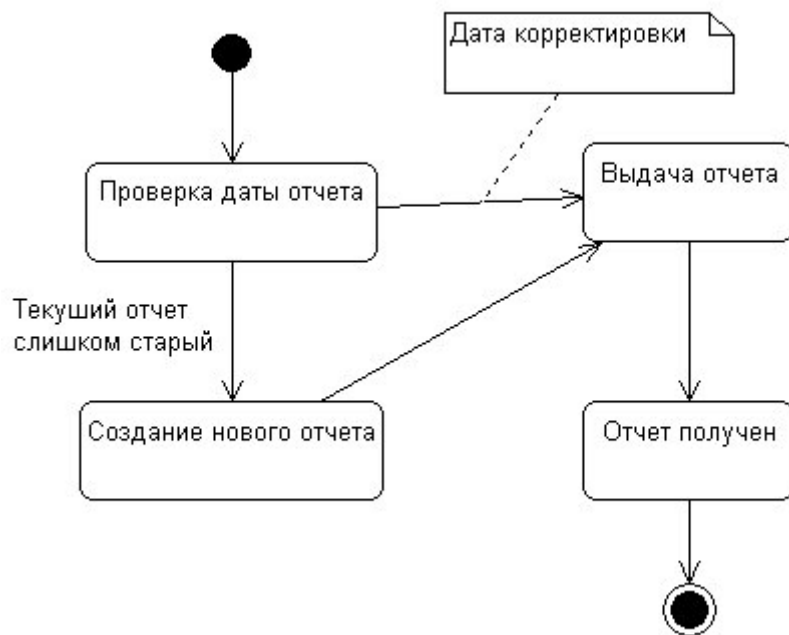 Дата корректировки
Проверка даты отчета
Выдача отчета
Текуший отчет
слишком старый
Создание нового отчета
Отчет получен